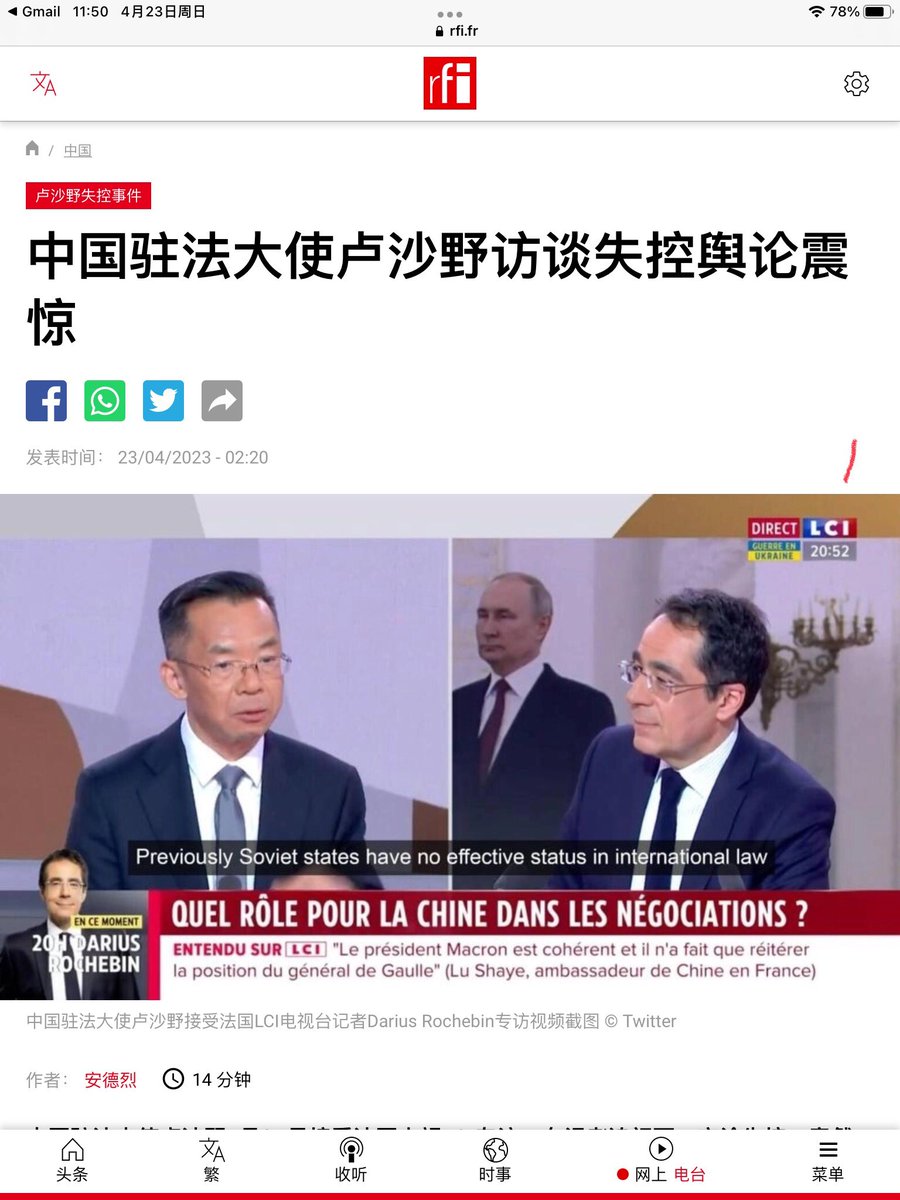 Gmail 11:50 4月23日周日
78%
rfi.fr
文A
rfi
/ 中国
卢沙野失控事件
中国驻法大使卢沙野访谈失控舆论震
惊
发表时间： 23/04/2023 - 02:20
DIRECT LCI
GUERRE EN
UKRAINE
20:52
Previously Soviet states have no effective status in international law
EN CE MOMENT
20H DARIUS
ROCHEBIN
QUEL RÔLE POUR LA CHINE DANS LES NÉGOCIATIONS ?
ENTENDU SUR LCI "Le président Macron est cohérent et il n'a fait que réitérer
la position du général de Gaulle" (Lu Shaye, ambassadeur de Chine en France)
中国驻法大使卢沙野接受法国LCI电视台记者Darius Rochebin专访视频截图 © Twitter
作者： 安德烈 14 分钟
文A
头条 繁 收听 时事 网上 电台 菜单